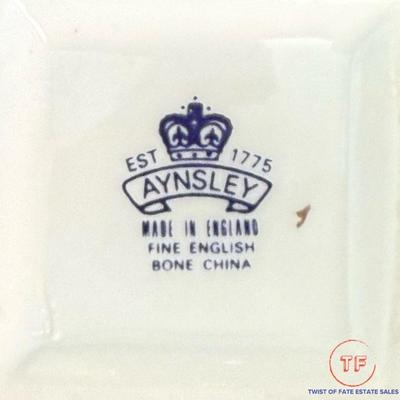 EST 1775
AYNSLEY
MADE IN ENGLAND
FINE ENGLISH
BONE CHINA
TF
TWIST OF FATE ESTATE SALES